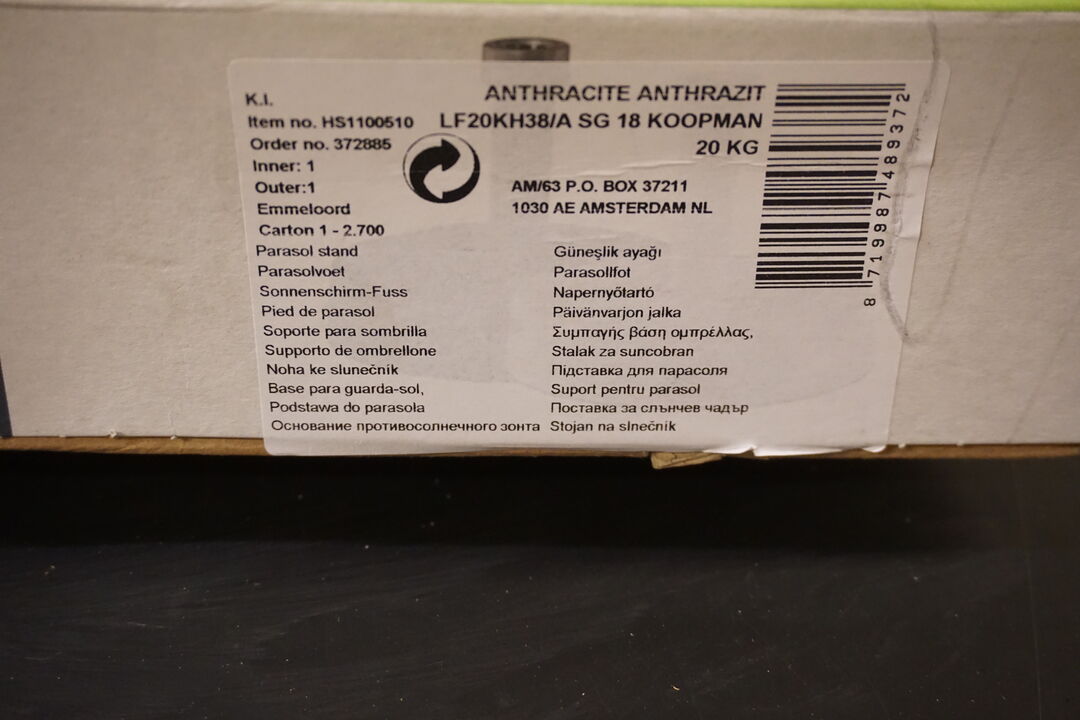 K.I.
Item no. HS1100510
Order no. 372885
Inner: 1
Outer:1
Emmeloord
Carton 1 - 2.700
ANTHRACITE ANTHRAZIT
LF20KH38/A SG 18 KOOPMAN
20 KG
AM/63 P.O. BOX 37211
1030 AE AMSTERDAM NL
Parasol stand
Parasolvoet
Sonnenschirm-Fuss
Pied de parasol
Soporte para sombrilla
Supporto de ombrellone
Noha ke slunečník
Base para guarda-sol,
Podstawa do parasola
Основание противосолнечного зонта
Güneşlik ayağı
Parasollfot
Napernyőtartó
Päivänvarjon jalka
Συμπαγής βάση ομπρέλλας,
Stalak za suncobran
Підставка для парасоля
Suport pentru parasol
Поставка за слънчев чадър
Stojan na slnečnik
8 719987 489372